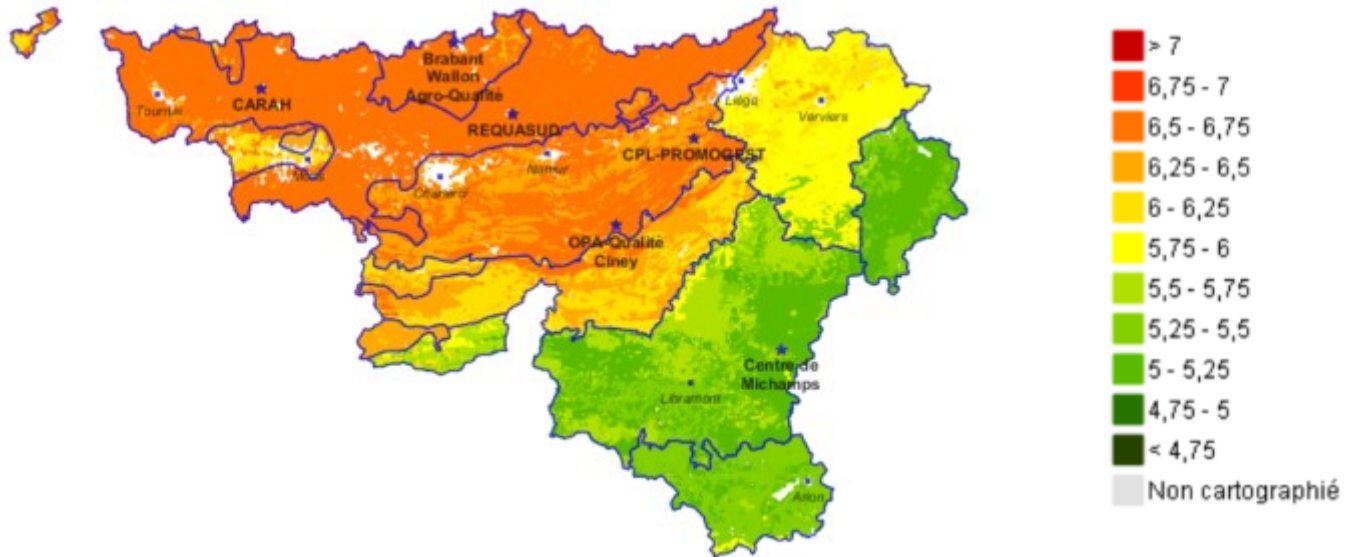 Brabant
Wallon
Agro-Qualité
CARAH
Tournai
REQUASUD
Liège
Verviers
CPL-PROMOGEST
Mons
Namur
Charleroi
OPA-Qualité
Ciney
Centre de
Michamps
Libramont
Arlon
> 7
6,75 - 7
6,5 - 6,75
6,25 - 6,5
6 - 6,25
5,75 - 6
5,5 - 5,75
5,25 - 5,5
5 - 5,25
4,75 - 5
< 4,75
Non cartographié